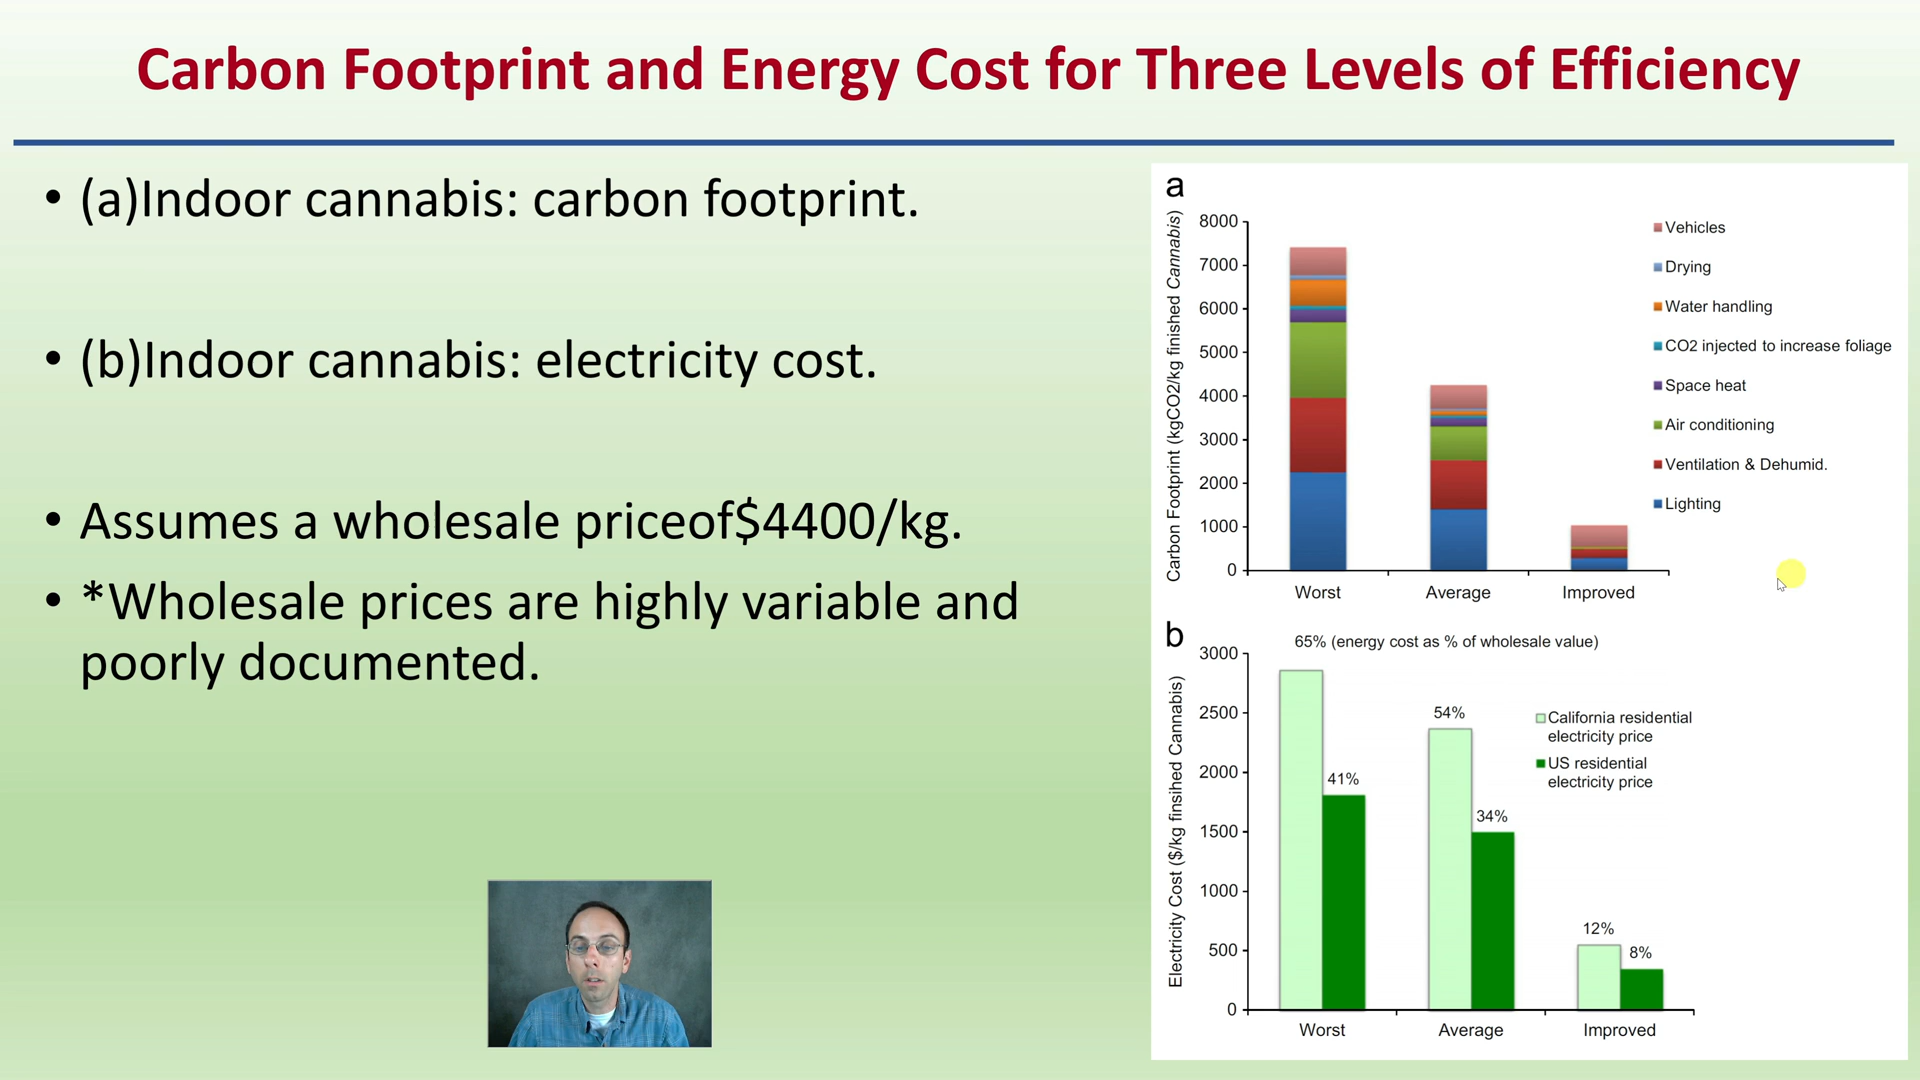 Carbon Footprint and Energy Cost for Three Levels of Efficiency
• (a)Indoor cannabis: carbon footprint.
• (b)Indoor cannabis: electricity cost.
• Assumes a wholesale priceof$4400/kg.
• *Wholesale prices are highly variable and
poorly documented.
a
Carbon Footprint (kgCO2/kg finished Cannabis)
8000
7000
6000
5000
4000
3000
2000
1000
0
Worst
Average
Improved
Vehicles
Drying
Water handling
CO2 injected to increase foliage
Space heat
Air conditioning
Ventilation & Dehumid.
Lighting
b
65% (energy cost as % of wholesale value)
Electricity Cost ($/kg finsihed Cannabis)
3000
2500
2000
1500
1000
500
0
41%
54%
34%
12%
8%
Worst
Average
Improved
California residential
electricity price
US residential
electricity price